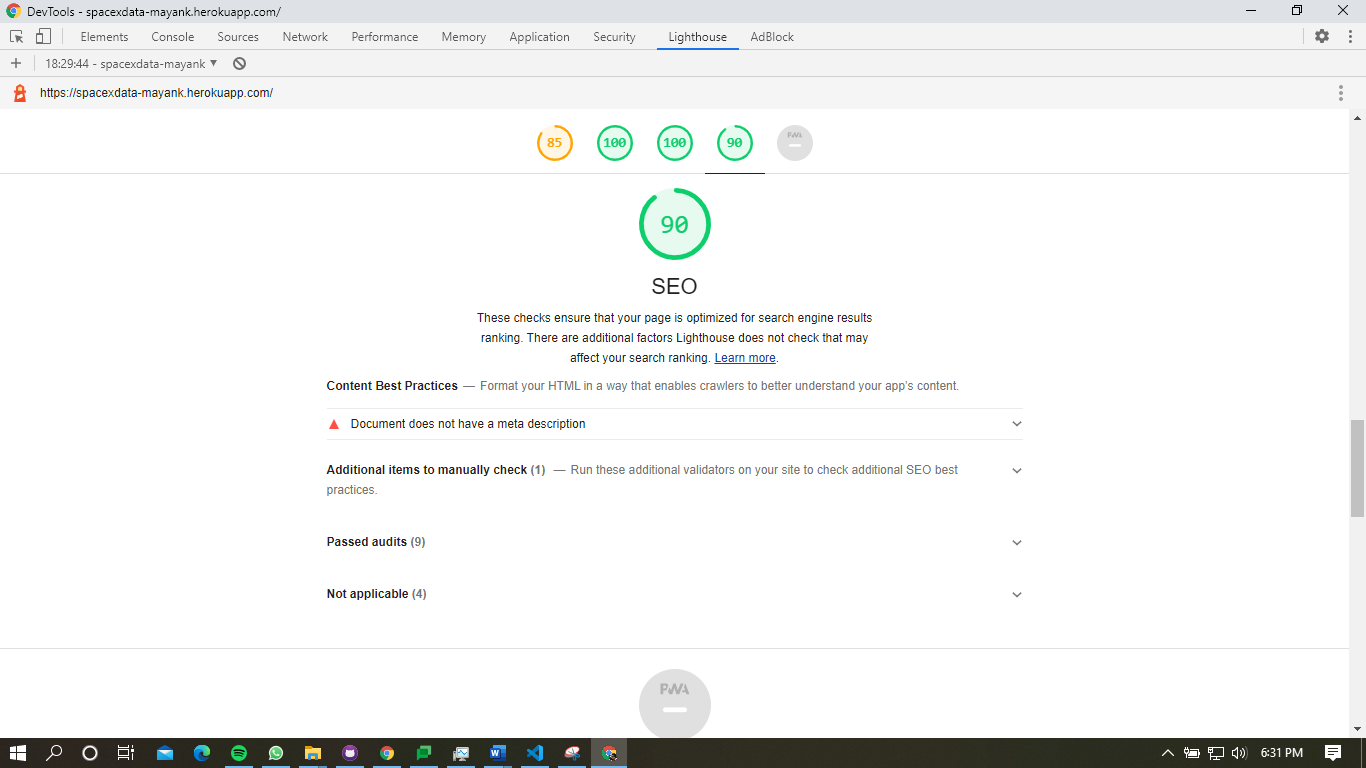 DevTools - spacexdata-mayank.herokuapp.com/
Elements Console Sources Network Performance Memory Application Security Lighthouse AdBlock
18:29:44 - spacexdata-mayank
https://spacexdata-mayank.herokuapp.com/
85 100 100 90 PWA
90
SEO
These checks ensure that your page is optimized for search engine results
ranking. There are additional factors Lighthouse does not check that may
affect your search ranking. Learn more.
Content Best Practices — Format your HTML in a way that enables crawlers to better understand your app's content.
Document does not have a meta description
Additional items to manually check (1) — Run these additional validators on your site to check additional SEO best
practices.
Passed audits (9)
Not applicable (4)
PWA
6:31 PM